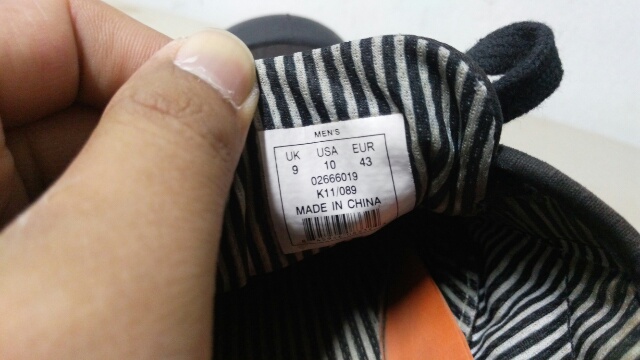 MEN'S
UK USA EUR
9 10 43
02666019
K11/089
MADE IN CHINA